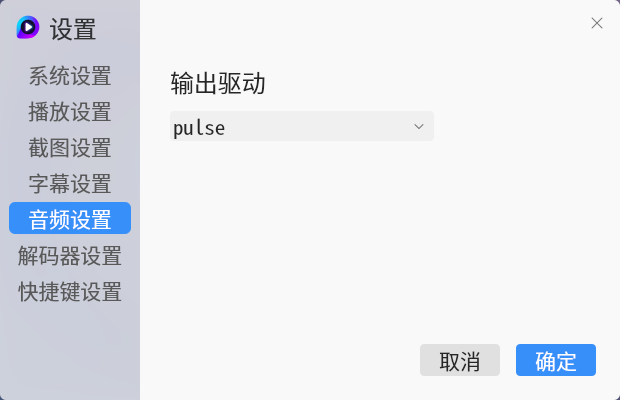 设置
系统设置
播放设置
截图设置
字幕设置
音频设置
解码器设置
快捷键设置
输出驱动
pulse
取消
确定